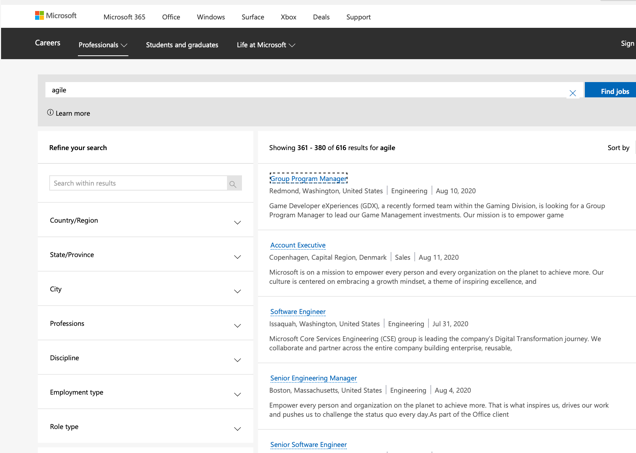 Microsoft
Microsoft 365
Office
Windows
Surface
Xbox
Deals
Support
Careers
Professionals
Students and graduates
Life at Microsoft
Sign
agile
Find jobs
Learn more
Refine your search
Search within results
Country/Region
State/Province
City
Professions
Discipline
Employment type
Role type
Showing 361 - 380 of 616 results for agile
Sort by
Group Program Manager
Redmond, Washington, United States | Engineering | Aug 10, 2020
Game Developer eXperiences (GDX), a recently formed team within the Gaming Division, is looking for a Group
Program Manager to lead our Game Management investments. Our mission is to empower game
Account Executive
Copenhagen, Capital Region, Denmark | Sales | Aug 11, 2020
Microsoft is on a mission to empower every person and every organization on the planet to achieve more. Our
culture is centered on embracing a growth mindset, a theme of inspiring excellence, and
Software Engineer
Issaquah, Washington, United States | Engineering | Jul 31, 2020
Microsoft Core Services Engineering (CSE) group is leading the company's Digital Transformation journey. We
collaborate and partner across the entire company building enterprise, reusable,
Senior Engineering Manager
Boston, Massachusetts, United States | Engineering | Aug 4, 2020
Empower every person and organization on the planet to achieve more. That is what inspires us, drives our work
and pushes us to challenge the status quo every day.As part of the Office client
Senior Software Engineer